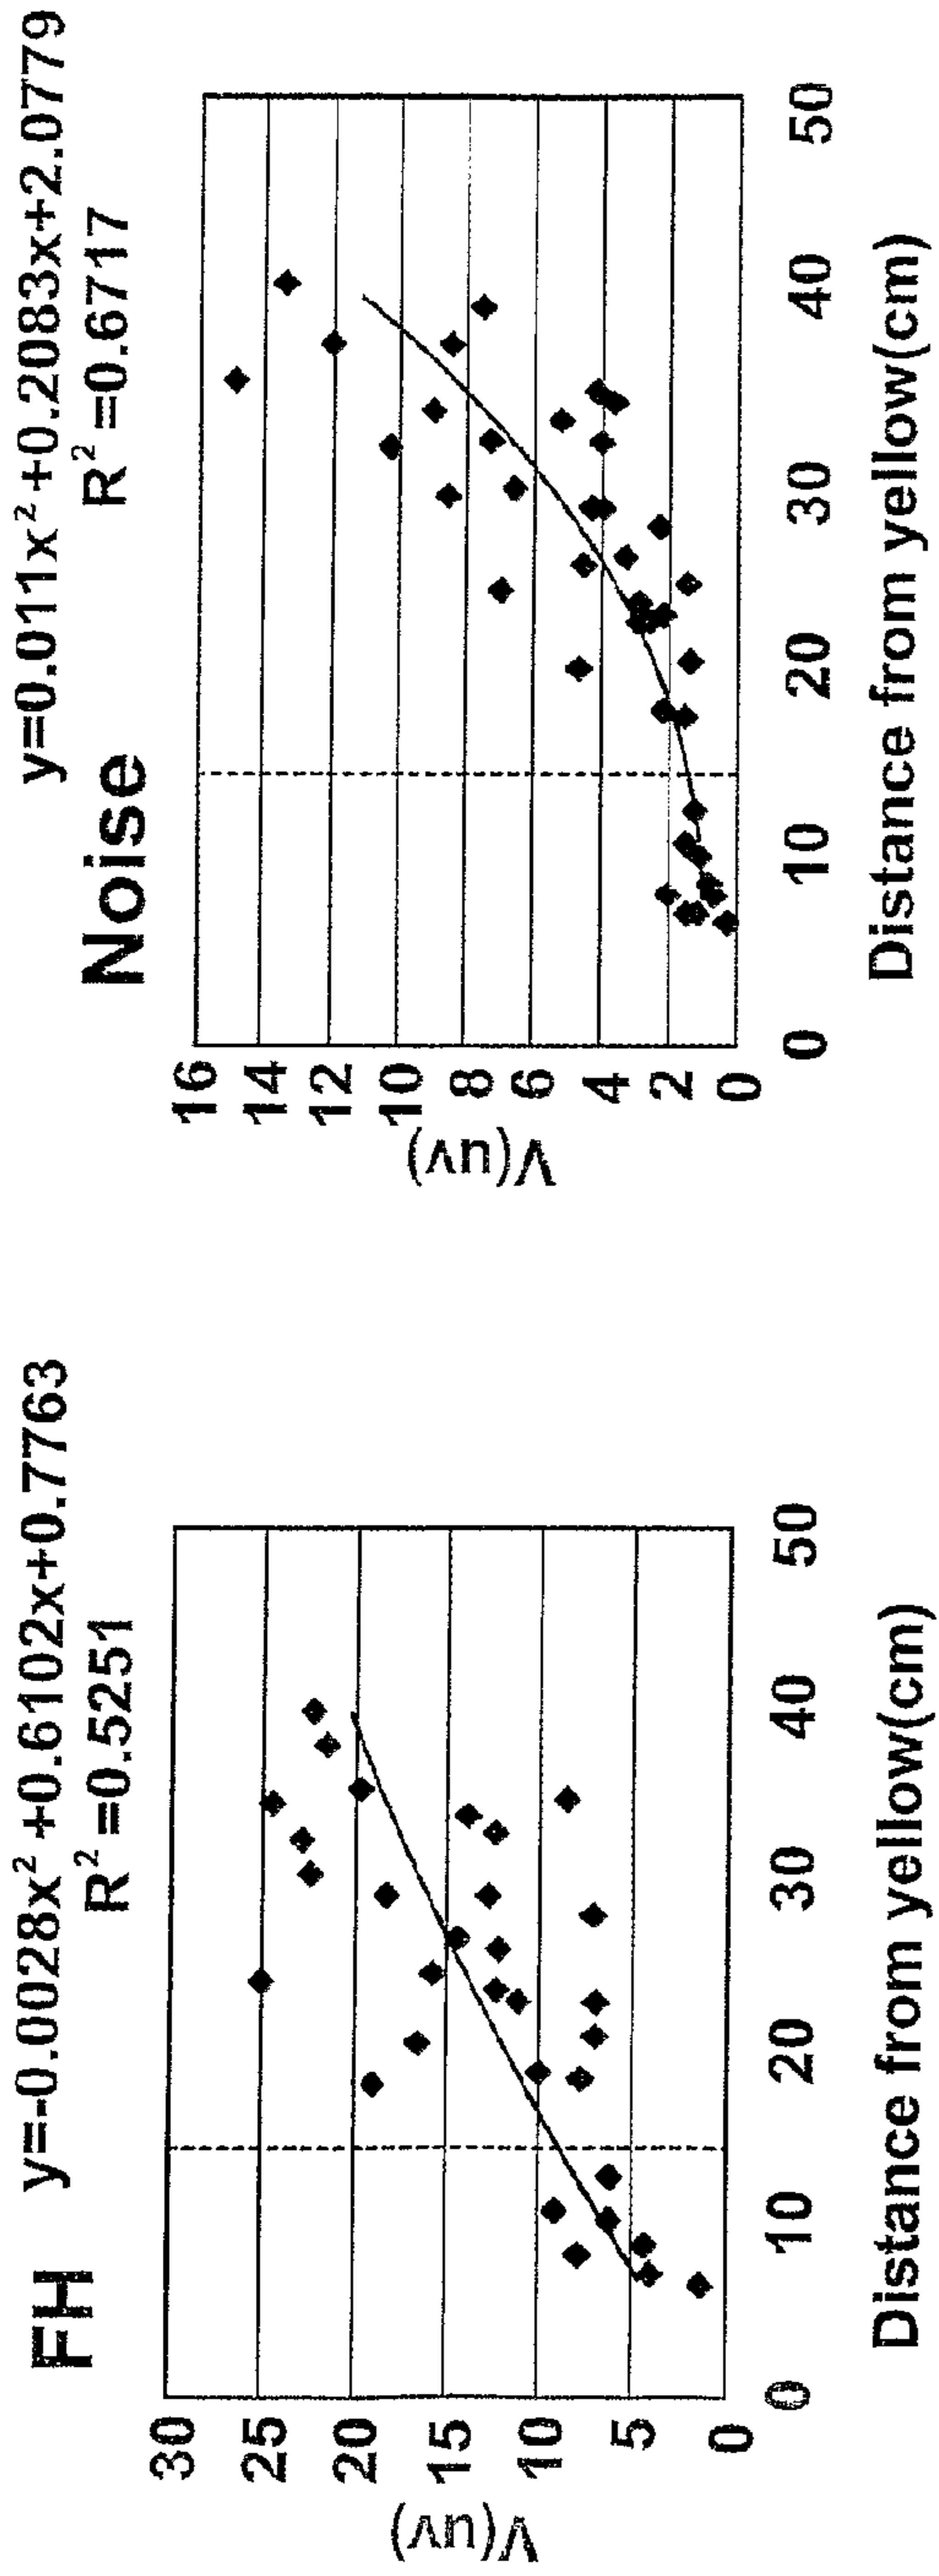 FH y=-0.0028x²+0.6102x+0.7763
R²=0.5251
30
25
20
15
10
5
0
V(uv)
0 10 20 30 40 50
Distance from yellow(cm)
y=0.011x²+0.2083x+2.0779
Noise R²=0.6717
16
14
12
10
8
6
4
2
0
V(uv)
0 10 20 30 40 50
Distance from yellow(cm)